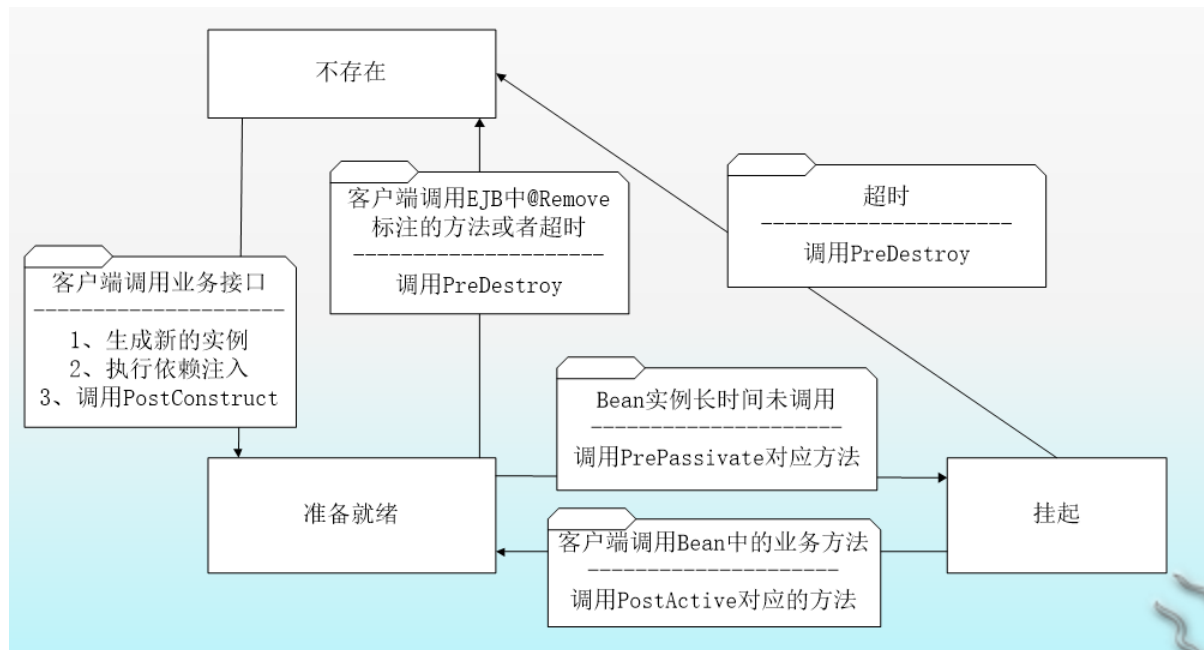 不存在
客户端调用EJB中@Remove
标注的方法或者超时
---------------------
调用PreDestroy
超时
---------------------
调用PreDestroy
客户端调用业务接口
---------------------
1、生成新的实例
2、执行依赖注入
3、调用PostConstruct
Bean实例长时间未调用
---------------------
调用PrePassivate对应方法
准备就绪
挂起
客户端调用Bean中的业务方法
---------------------
调用PostActive对应的方法